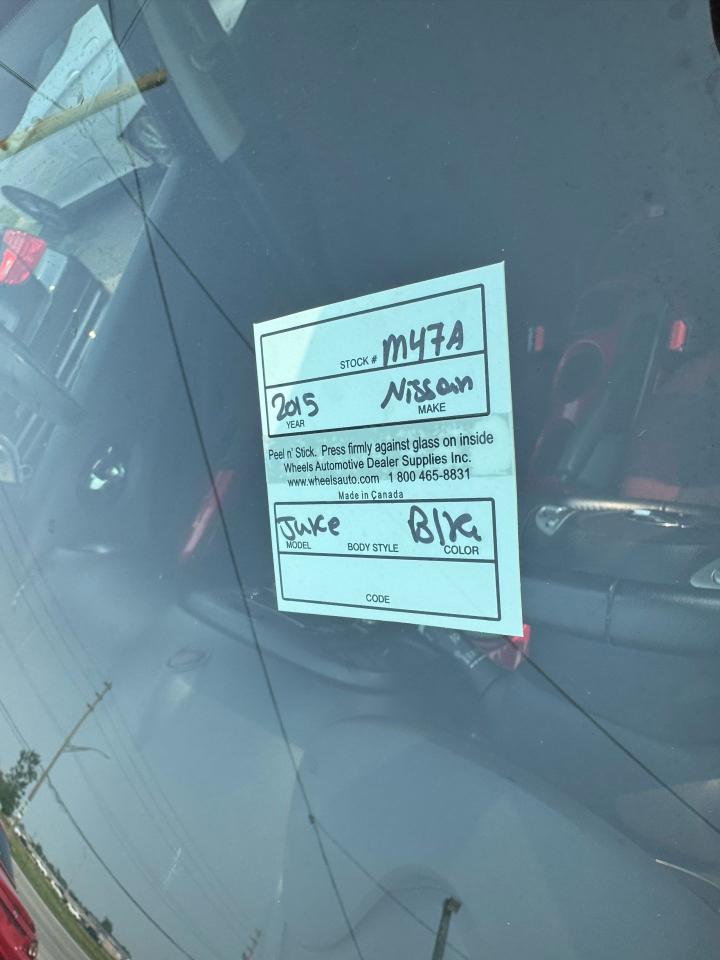 STOCK # M47A
2015 Nissan
YEAR MAKE
Peel n' Stick. Press firmly against glass on inside
Wheels Automotive Dealer Supplies Inc.
www.wheelsauto.com 1 800 465-8831
Made in Canada
Juke Blk
MODEL BODY STYLE COLOR
CODE